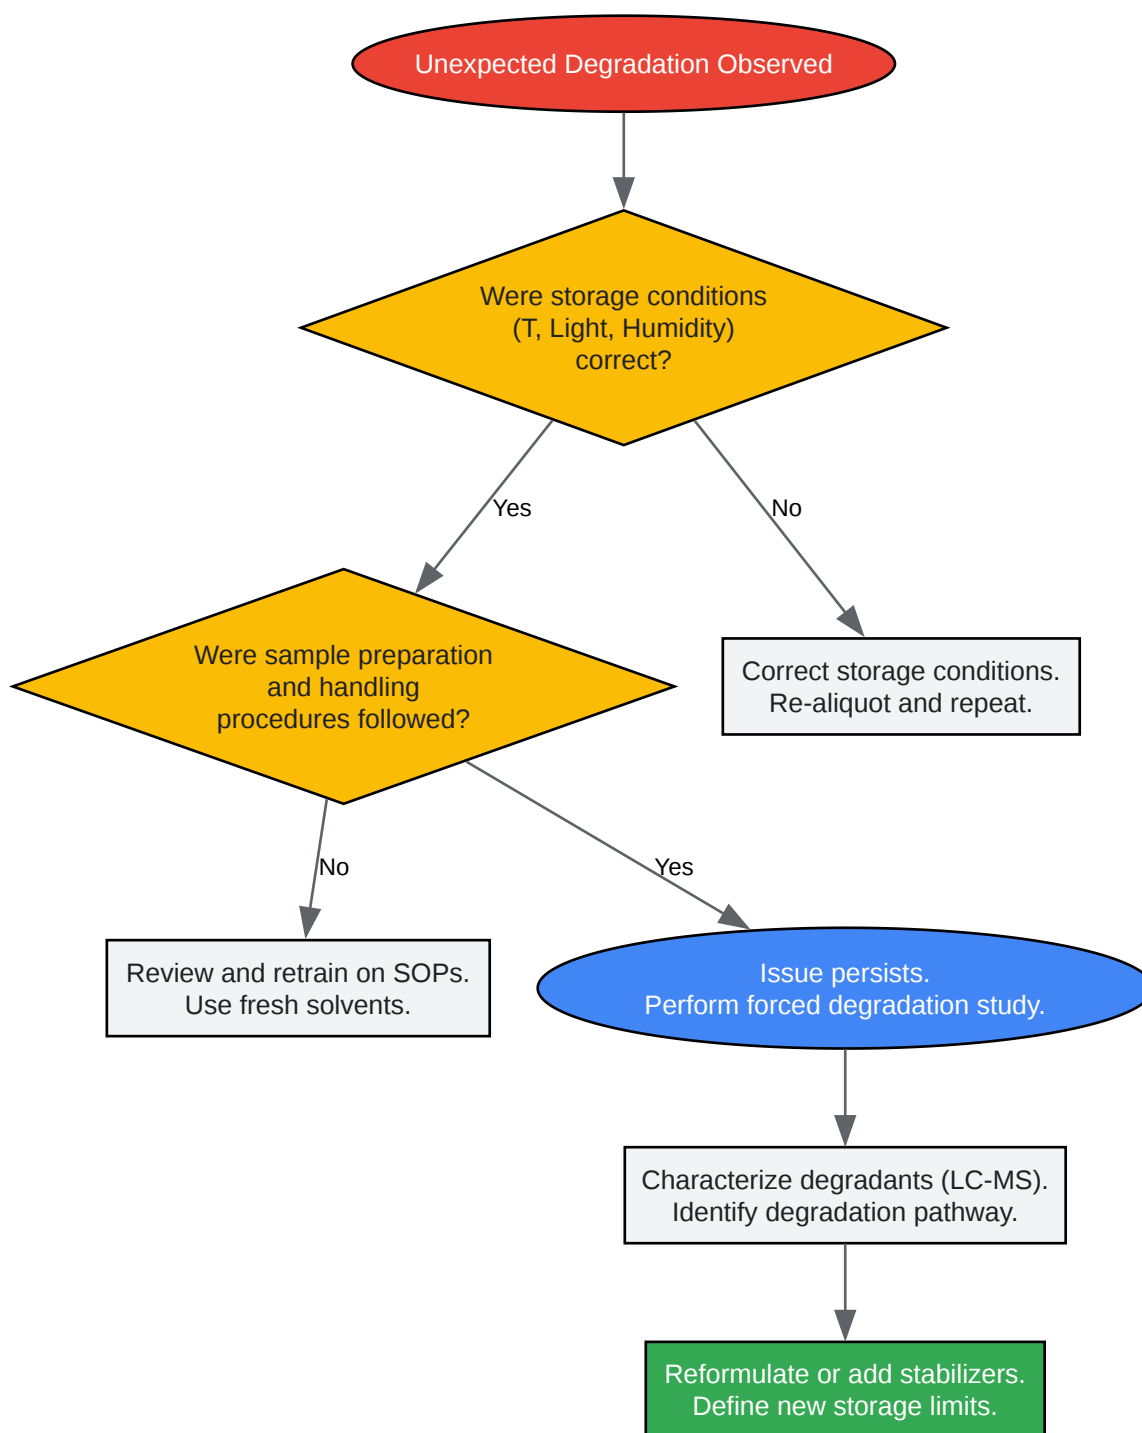 Unexpected Degradation Observed
Were storage conditions
(T, Light, Humidity)
correct?
Yes
No
Were sample preparation
and handling
procedures followed?
Correct storage conditions.
Re-aliquot and repeat.
No
Yes
Review and retrain on SOPs.
Use fresh solvents.
Issue persists.
Perform forced degradation study.
Characterize degradants (LC-MS).
Identify degradation pathway.
Reformulate or add stabilizers.
Define new storage limits.